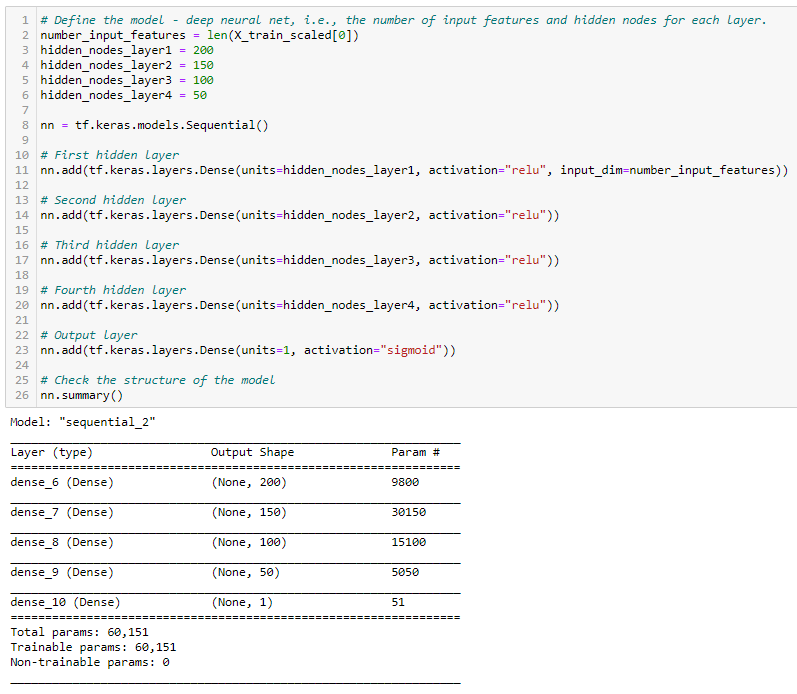 1 # Define the model - deep neural net, i.e., the number of input features and hidden nodes for each layer.
2 number_input_features = len(X_train_scaled[0])
3 hidden_nodes_layer1 = 200
4 hidden_nodes_layer2 = 150
5 hidden_nodes_layer3 = 100
6 hidden_nodes_layer4 = 50
7
8 nn = tf.keras.models.Sequential()
9
10 # First hidden layer
11 nn.add(tf.keras.layers.Dense(units=hidden_nodes_layer1, activation="relu", input_dim=number_input_features))
12
13 # Second hidden layer
14 nn.add(tf.keras.layers.Dense(units=hidden_nodes_layer2, activation="relu"))
15
16 # Third hidden layer
17 nn.add(tf.keras.layers.Dense(units=hidden_nodes_layer3, activation="relu"))
18
19 # Fourth hidden layer
20 nn.add(tf.keras.layers.Dense(units=hidden_nodes_layer4, activation="relu"))
21
22 # Output layer
23 nn.add(tf.keras.layers.Dense(units=1, activation="sigmoid"))
24
25 # Check the structure of the model
26 nn.summary()
Model: "sequential_2"
Layer (type) Output Shape Param #
=================================================================
dense_6 (Dense) (None, 200) 9800
dense_7 (Dense) (None, 150) 30150
dense_8 (Dense) (None, 100) 15100
dense_9 (Dense) (None, 50) 5050
dense_10 (Dense) (None, 1) 51
=================================================================
Total params: 60,151
Trainable params: 60,151
Non-trainable params: 0